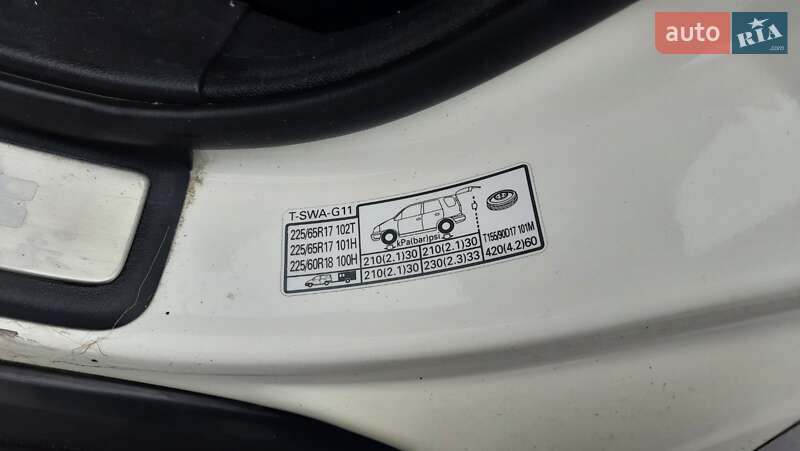 auto RIA .com
T-SWA-G11
225/65R17 102T
225/65R17 101H
225/60R18 100H
kPa(bar)psi
210(2.1)30 210(2.1)30
210(2.1)30 230(2.3)33
T155/90D17 101M
420(4.2)60